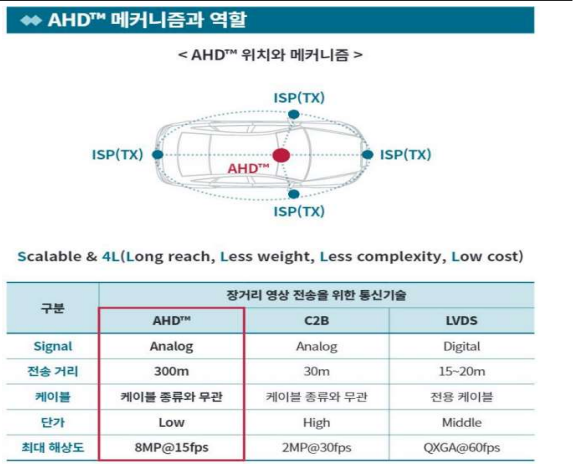 AHD™ 메커니즘과 역할
< AHD™ 위치와 메커니즘 >
ISP(TX)
ISP(TX)
AHD™
ISP(TX)
ISP(TX)
Scalable & 4L(Long reach, Less weight, Less complexity, Low cost)
구분 장거리 영상 전송을 위한 통신기술
AHD™ C2B LVDS
Signal Analog Analog Digital
전송 거리 300m 30m 15~20m
케이블 케이블 종류와 무관 케이블 종류와 무관 전용 케이블
단가 Low High Middle
최대 해상도 8MP@15fps 2MP@30fps QXGA@60fps